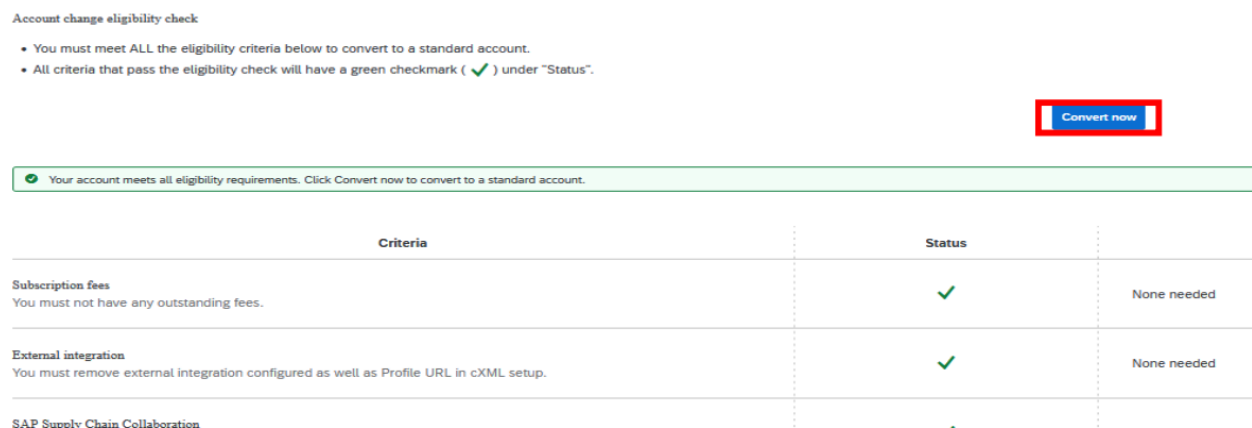 Account change eligibility check
• You must meet ALL the eligibility criteria below to convert to a standard account.
• All criteria that pass the eligibility check will have a green checkmark ( ✓ ) under "Status".
Convert now
Your account meets all eligibility requirements. Click Convert now to convert to a standard account.
Criteria Status
Subscription fees
You must not have any outstanding fees.
None needed
External integration
You must remove external integration configured as well as Profile URL in cXML setup.
None needed
SAP Supply Chain Collaboration